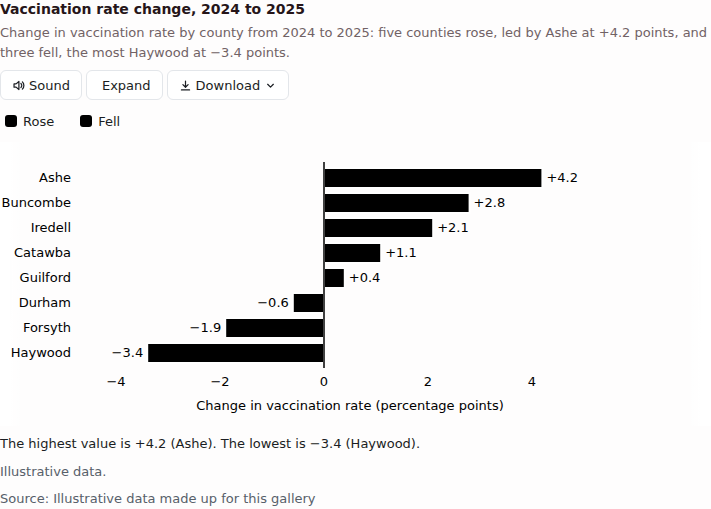 Vaccination rate change, 2024 to 2025
Change in vaccination rate by county from 2024 to 2025: five counties rose, led by Ashe at +4.2 points, and
three fell, the most Haywood at −3.4 points.
Sound Expand Download
Rose Fell
Ashe +4.2
Buncombe +2.8
Iredell +2.1
Catawba +1.1
Guilford +0.4
Durham −0.6
Forsyth −1.9
Haywood −3.4
−4 −2 0 2 4
Change in vaccination rate (percentage points)
The highest value is +4.2 (Ashe). The lowest is −3.4 (Haywood).
Illustrative data.
Source: Illustrative data made up for this gallery